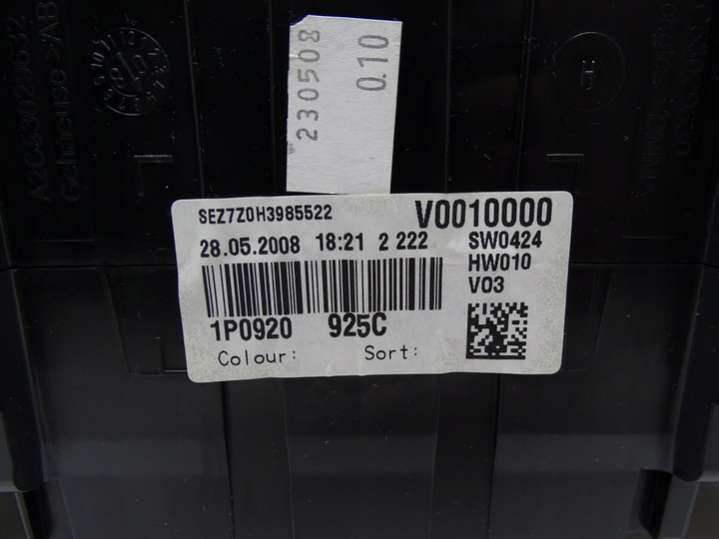 230508
0.10
SEZ7Z0H3985522
V0010000
28.05.2008 18:21 2 222
SW0424
HW010
V03
1P0920 925C
Colour: Sort: